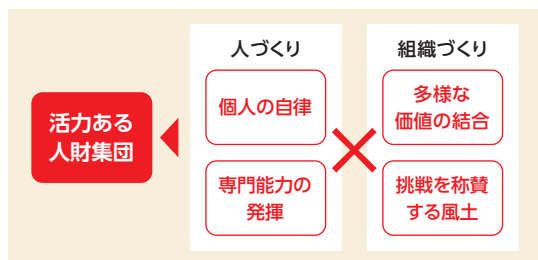 活力ある
人財集団
人づくり
個人の自律
専門能力の
発揮
組織づくり
多様な
価値の結合
挑戦を称賛
する風土